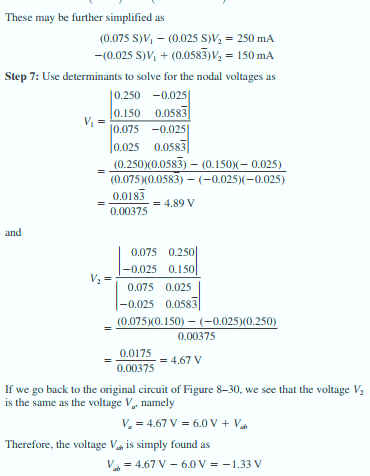 These may be further simplified as
(0.075 S)V₁ − (0.025 S)V₂ = 250 mA
−(0.025 S)V₁ + (0.0583̅)V₂ = 150 mA
Step 7: Use determinants to solve for the nodal voltages as
V₁ = |0.250 −0.025|
|0.150 0.0583̅|
|0.075 −0.025|
|0.025 0.0583̅|
= (0.250)(0.0583̅) − (0.150)(− 0.025)
(0.075)(0.0583̅) − (−0.025)(−0.025)
= 0.0183̅ / 0.00375 = 4.89 V
and
V₂ = |0.075 0.250|
|−0.025 0.150|
|0.075 0.025|
|−0.025 0.0583̅|
= (0.075)(0.150) − (−0.025)(0.250)
0.00375
= 0.0175 / 0.00375 = 4.67 V
If we go back to the original circuit of Figure 8–30, we see that the voltage V₂
is the same as the voltage Vₐ, namely
Vₐ = 4.67 V = 6.0 V + V_ab
Therefore, the voltage V_ab is simply found as
V_ab = 4.67 V − 6.0 V = −1.33 V